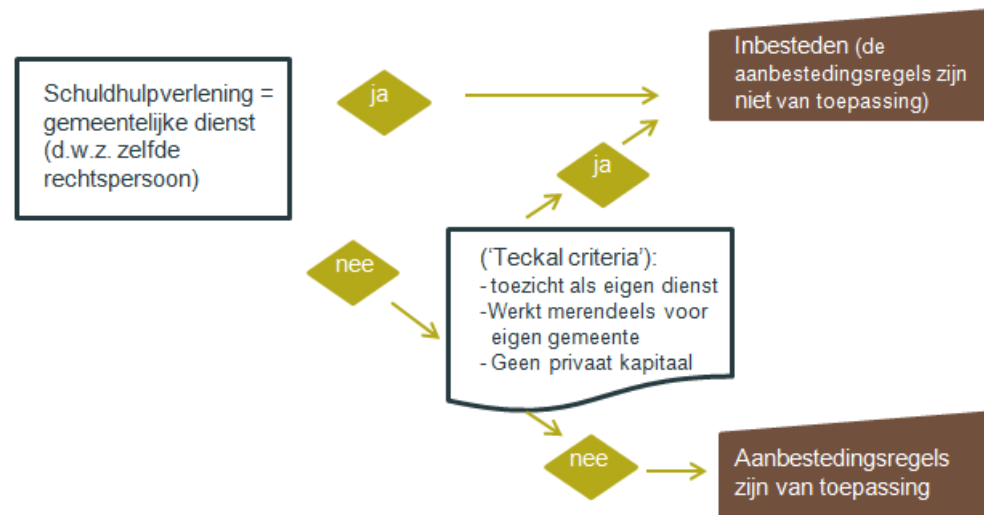 Schuldhulpverlening =
gemeentelijke dienst
(d.w.z. zelfde
rechtspersoon)
ja
Inbesteden (de
aanbestedingsregels zijn
niet van toepassing)
ja
nee
('Teckal criteria'):
- toezicht als eigen dienst
-Werkt merendeels voor
eigen gemeente
- Geen privaat kapitaal
nee
Aanbestedingsregels
zijn van toepassing